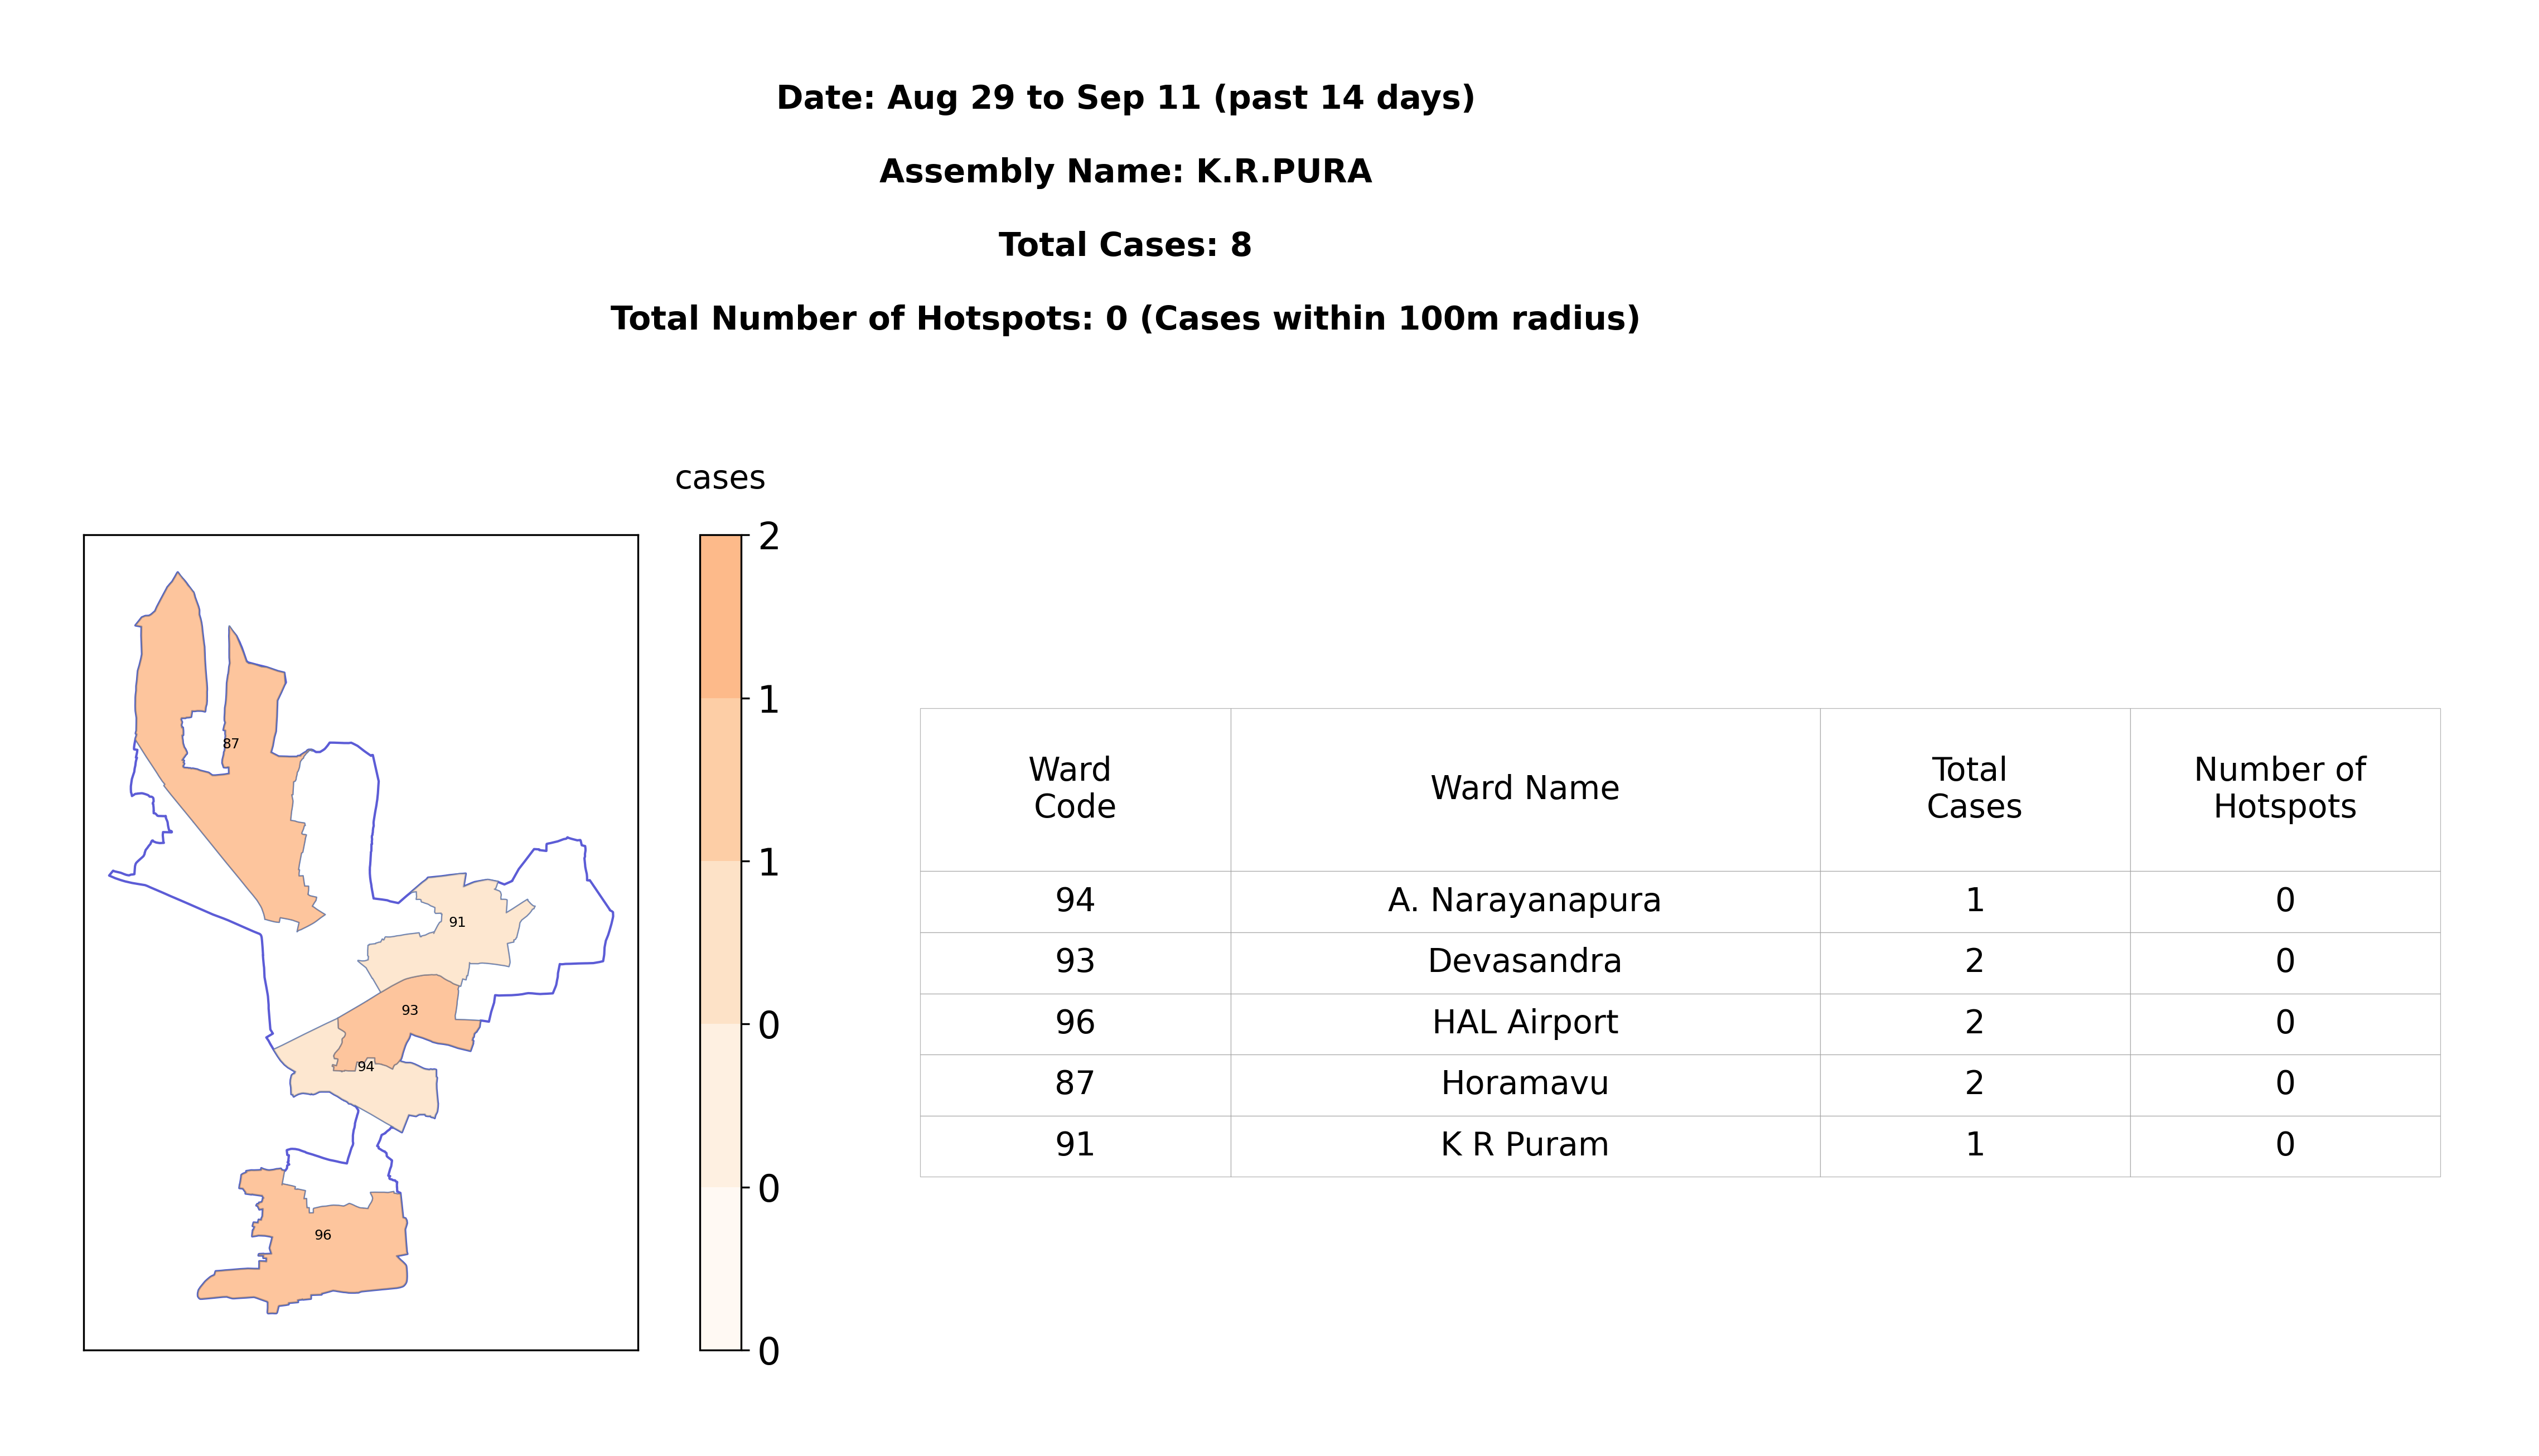 Date: Aug 29 to Sep 11 (past 14 days)
Assembly Name: K.R.PURA
Total Cases: 8
Total Number of Hotspots: 0 (Cases within 100m radius)
cases
2
1
1
0
0
0
87
91
93
94
96
Ward Code | Ward Name | Total Cases | Number of Hotspots
94 | A. Narayanapura | 1 | 0
93 | Devasandra | 2 | 0
96 | HAL Airport | 2 | 0
87 | Horamavu | 2 | 0
91 | K R Puram | 1 | 0